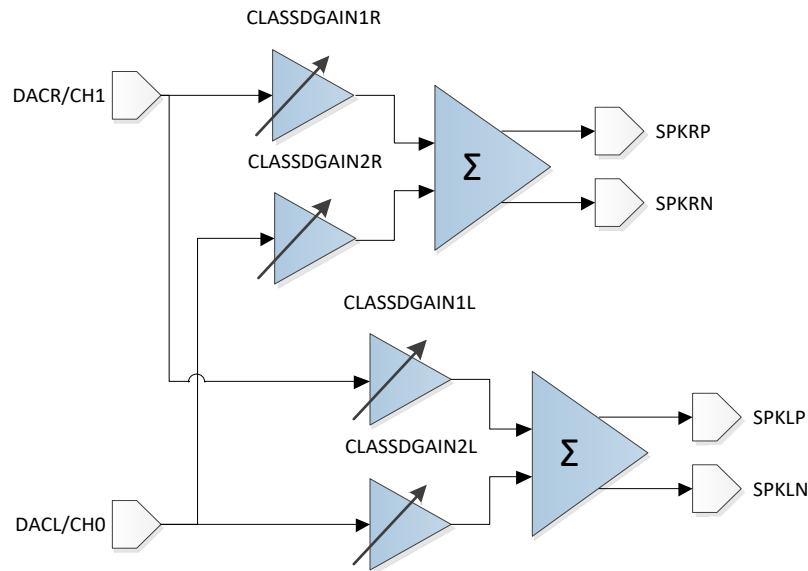 CLASSDGAIN1R
DACR/CH1
SPKRP
CLASSDGAIN2R
Σ
SPKRN
CLASSDGAIN1L
SPKLP
CLASSDGAIN2L
Σ
SPKLN
DACL/CH0